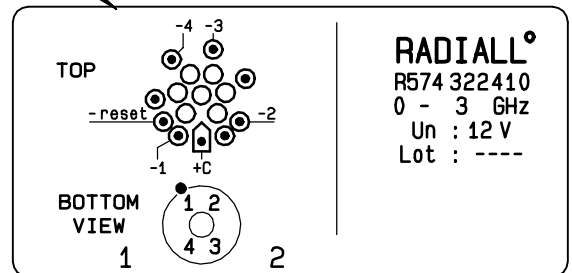 -4 -3
TOP
-reset
-2
-1
+C
BOTTOM
VIEW
1 2
4 3
1 2
RADIALL°
R574 322410
0 - 3 GHz
Un : 12 V
Lot : ----